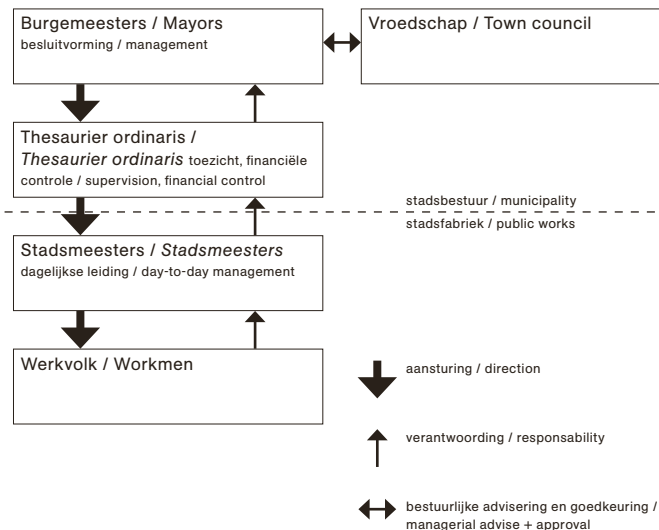 Burgemeesters / Mayors
besluitvorming / management
Vroedschap / Town council
Thesaurier ordinaris /
Thesaurier ordinaris toezicht, financiële
controle / supervision, financial control
stadsbestuur / municipality
stadsfabriek / public works
Stadsmeesters / Stadsmeesters
dagelijkse leiding / day-to-day management
Werkvolk / Workmen
aansturing / direction
verantwoording / responsability
bestuurlijke advisering en goedkeuring /
managerial advise + approval